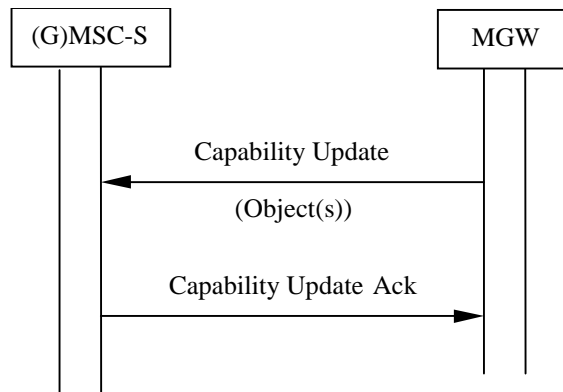 (G)MSC-S
MGW
Capability Update
(Object(s))
Capability Update Ack